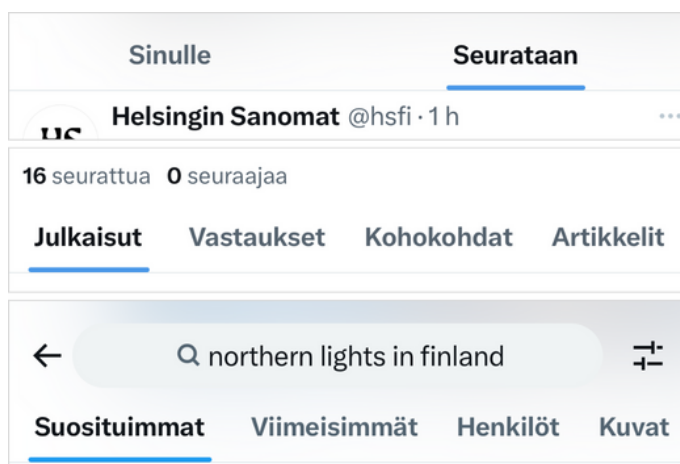 Sinulle Seurataan
HS
Helsingin Sanomat @hsfi · 1 h
16 seurattua 0 seuraajaa
Julkaisut Vastaukset Kohokohdat Artikkelit
northern lights in finland
Suosituimmat Viimeisimmät Henkilöt Kuvat